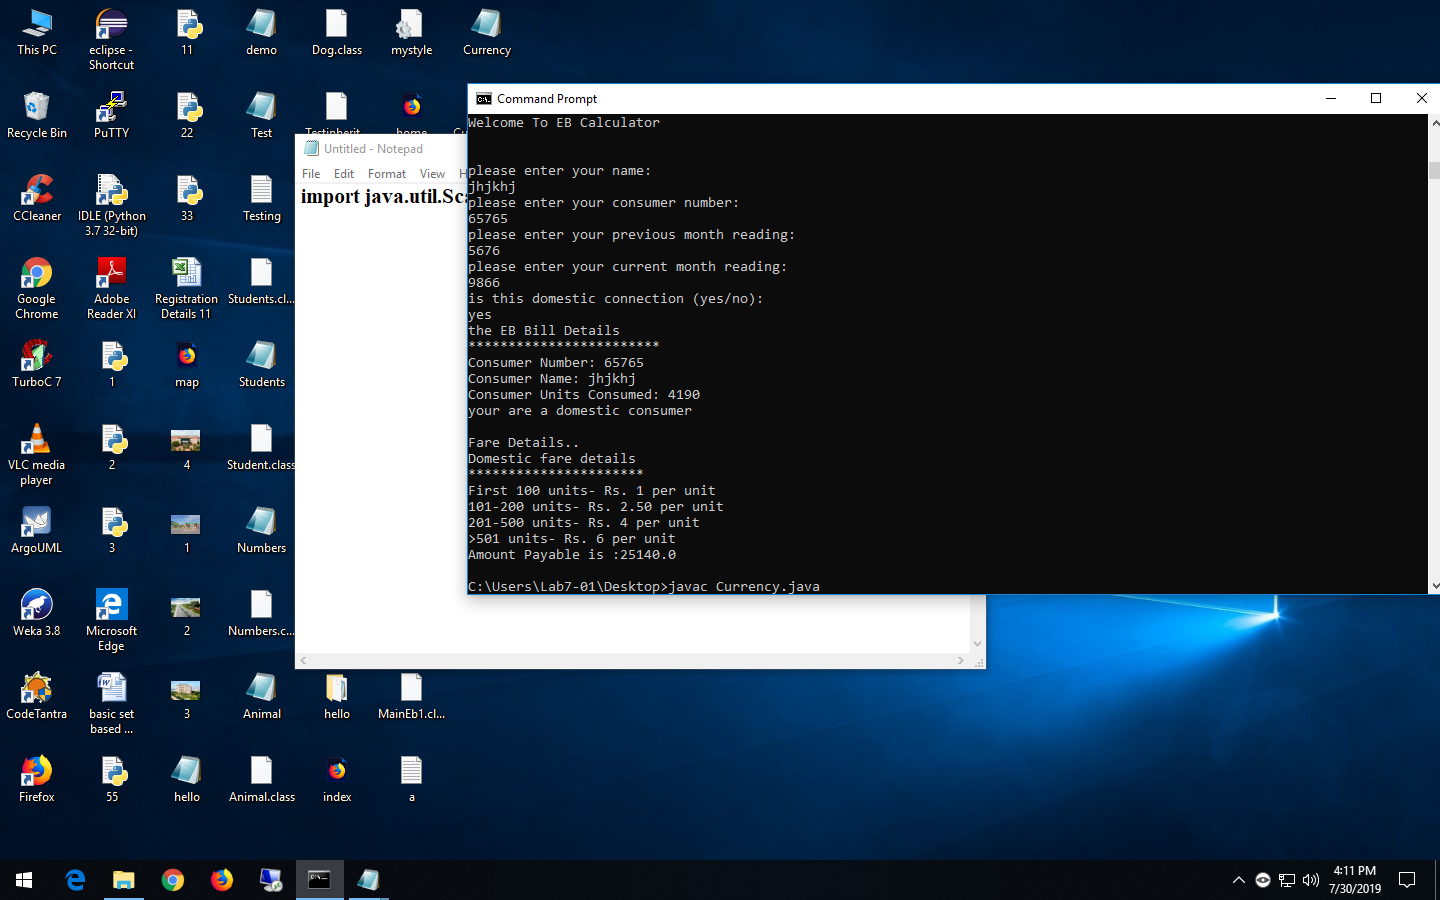 This PC
eclipse -
Shortcut
11
demo
Dog.class
mystyle
Currency
Recycle Bin
PuTTY
22
Test
CCleaner
IDLE (Python
3.7 32-bit)
33
Testing
Google
Chrome
Adobe
Reader XI
Registration
Details 11
Students.cl...
TurboC 7
1
map
Students
VLC media
player
2
4
Student.class
ArgoUML
3
1
Numbers
Weka 3.8
Microsoft
Edge
2
Numbers.c...
CodeTantra
basic set
based ...
3
Animal
hello
MainEb1.cl...
Firefox
55
hello
Animal.class
index
a
Untitled - Notepad
File Edit Format View H
import java.util.Sca
Command Prompt
Welcome To EB Calculator
please enter your name:
jhjkhj
please enter your consumer number:
65765
please enter your previous month reading:
5676
please enter your current month reading:
9866
is this domestic connection (yes/no):
yes
the EB Bill Details
************************
Consumer Number: 65765
Consumer Name: jhjkhj
Consumer Units Consumed: 4190
your are a domestic consumer
Fare Details..
Domestic fare details
**********************
First 100 units- Rs. 1 per unit
101-200 units- Rs. 2.50 per unit
201-500 units- Rs. 4 per unit
>501 units- Rs. 6 per unit
Amount Payable is :25140.0
C:\Users\Lab7-01\Desktop>javac Currency.java
4:11 PM
7/30/2019